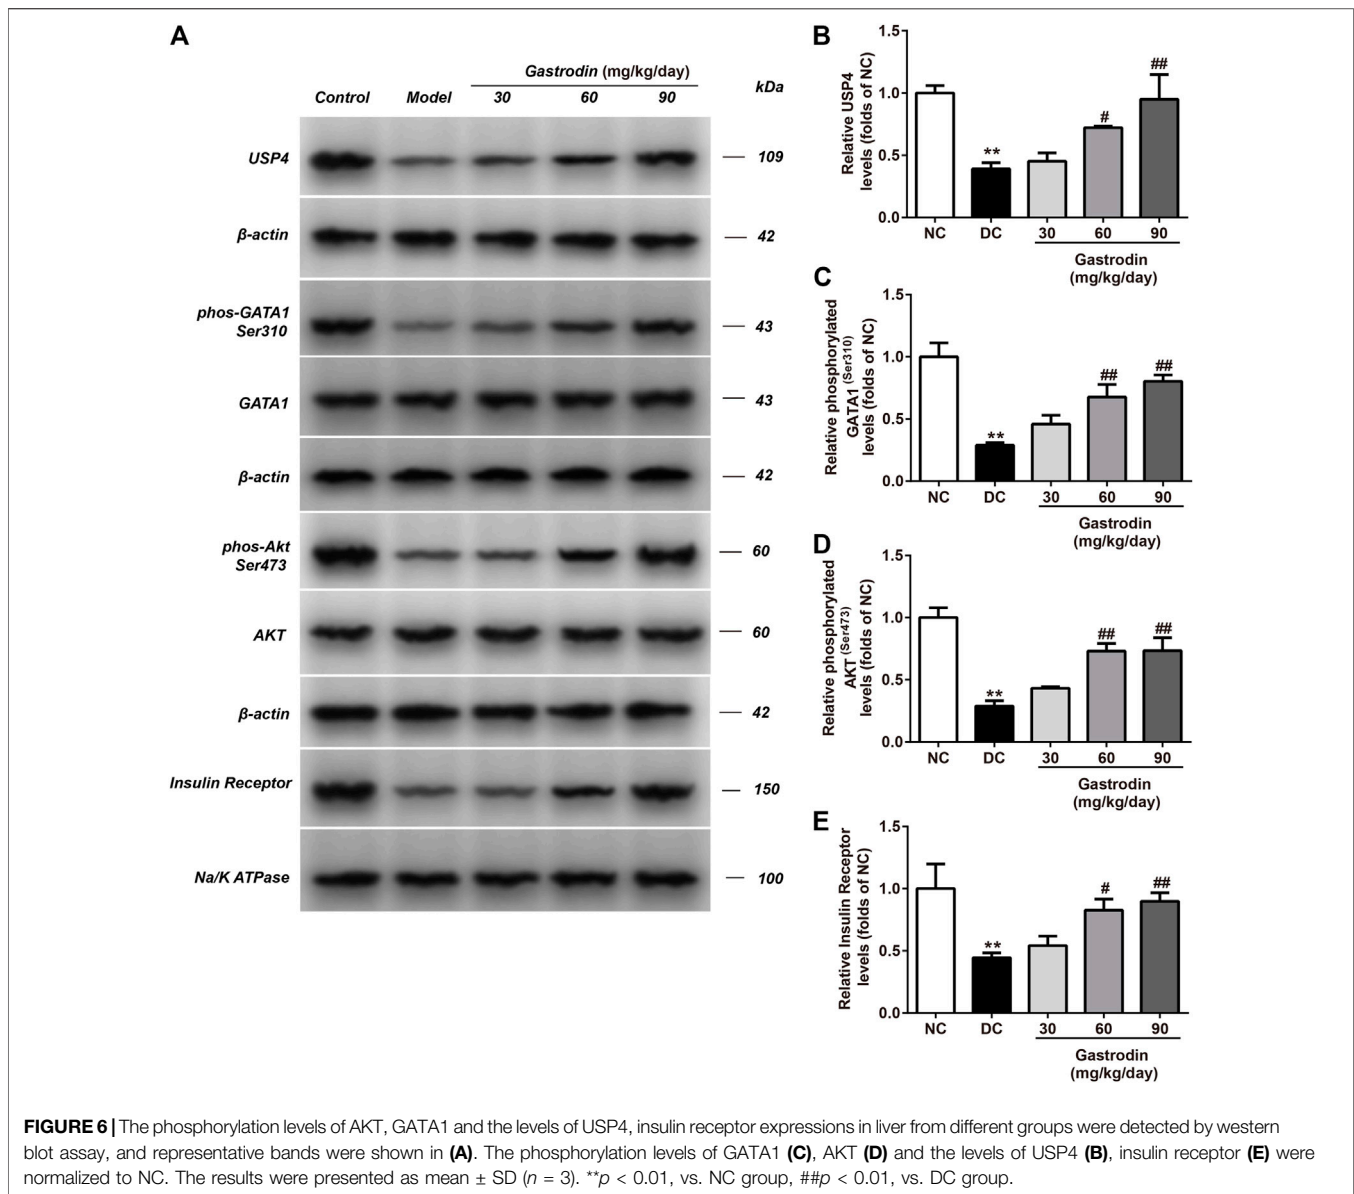 A
Gastrodin (mg/kg/day)
kDa
Control Model 30 60 90
USP4 109
β-actin 42
phos-GATA1
Ser310 43
GATA1 43
β-actin 42
phos-Akt
Ser473 60
AKT 60
β-actin 42
Insulin Receptor 150
Na/K ATPase 100
B
Relative USP4
levels (folds of NC)
1.5
1.0
0.5
0.0
**
#
##
NC DC 30 60 90
Gastrodin
(mg/kg/day)
C
Relative phosphorylated
GATA1 (Ser310)
levels (folds of NC)
1.5
1.0
0.5
0.0
**
##
##
NC DC 30 60 90
Gastrodin
(mg/kg/day)
D
Relative phosphorylated
AKT (Ser473)
levels (folds of NC)
1.5
1.0
0.5
0.0
**
##
##
NC DC 30 60 90
Gastrodin
(mg/kg/day)
E
Relative Insulin Receptor
levels (folds of NC)
1.5
1.0
0.5
0.0
**
#
##
NC DC 30 60 90
Gastrodin
(mg/kg/day)
FIGURE 6 | The phosphorylation levels of AKT, GATA1 and the levels of USP4, insulin receptor expressions in liver from different groups were detected by western
blot assay, and representative bands were shown in (A). The phosphorylation levels of GATA1 (C), AKT (D) and the levels of USP4 (B), insulin receptor (E) were
normalized to NC. The results were presented as mean ± SD (n = 3). **p < 0.01, vs. NC group, ##p < 0.01, vs. DC group.